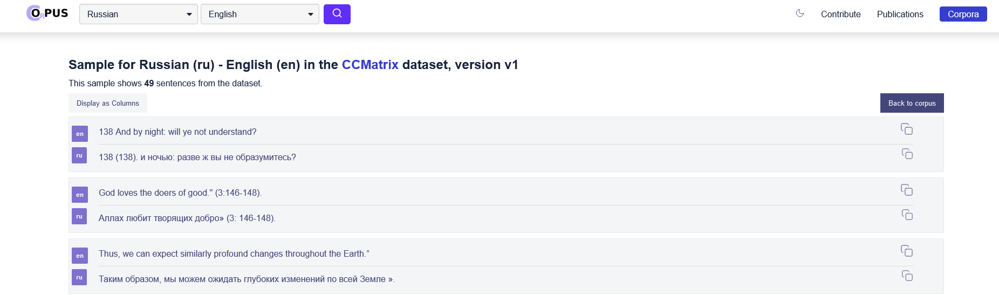 OPUS
Russian
English
Contribute
Publications
Corpora
Sample for Russian (ru) - English (en) in the CCMatrix dataset, version v1
This sample shows 49 sentences from the dataset.
Display as Columns
Back to corpus
en
138 And by night: will ye not understand?
ru
138 (138). и ночью: разве ж вы не образумитесь?
en
God loves the doers of good." (3:146-148).
ru
Аллах любит творящих добро» (3: 146-148).
en
Thus, we can expect similarly profound changes throughout the Earth.”
ru
Таким образом, мы можем ожидать глубоких изменений по всей Земле ».